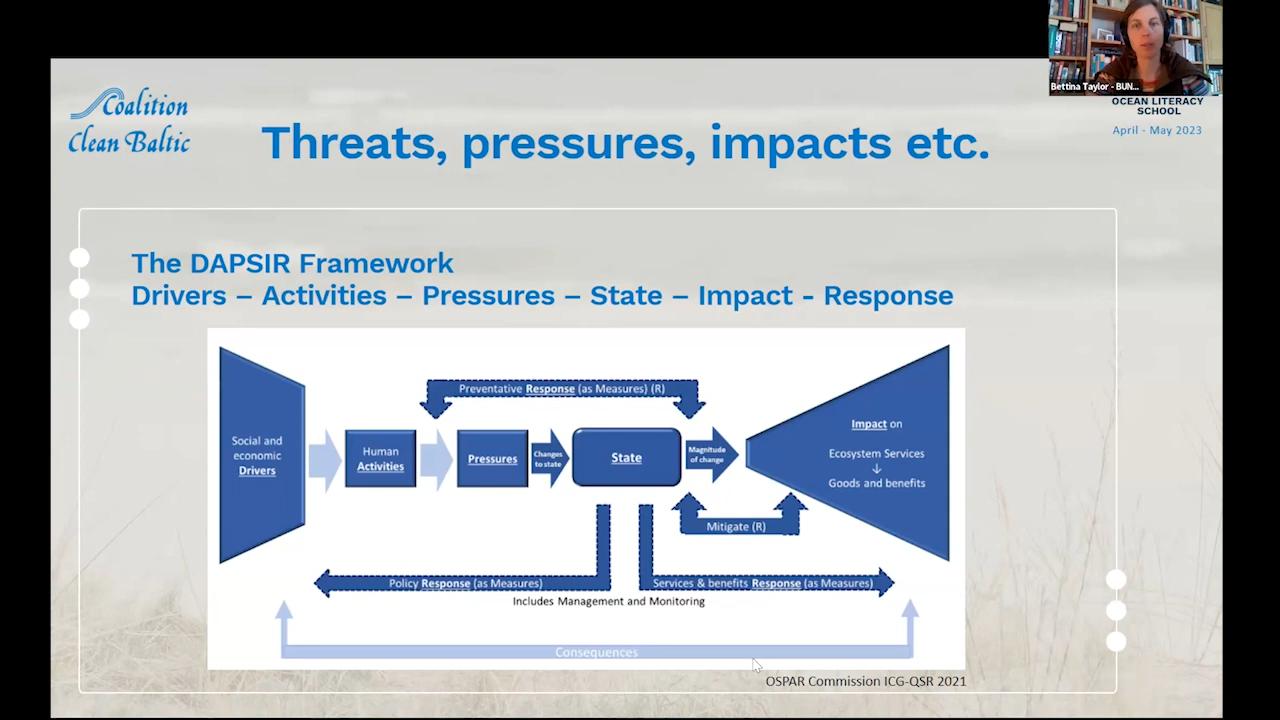 Bettina Taylor - BUN...
Coalition
Clean Baltic
OCEAN LITERACY
SCHOOL
April - May 2023
Threats, pressures, impacts etc.
The DAPSIR Framework
Drivers – Activities – Pressures – State – Impact - Response
Preventative Response (as Measures) (R)
Social and
economic
Drivers
Human
Activities
Pressures
Changes
to state
State
Magnitude
of change
Impact on
Ecosystem Services
↓
Goods and benefits
Mitigate (R)
Policy Response (as Measures)
Services & benefits Response (as Measures)
Includes Management and Monitoring
Consequences
OSPAR Commission ICG-QSR 2021